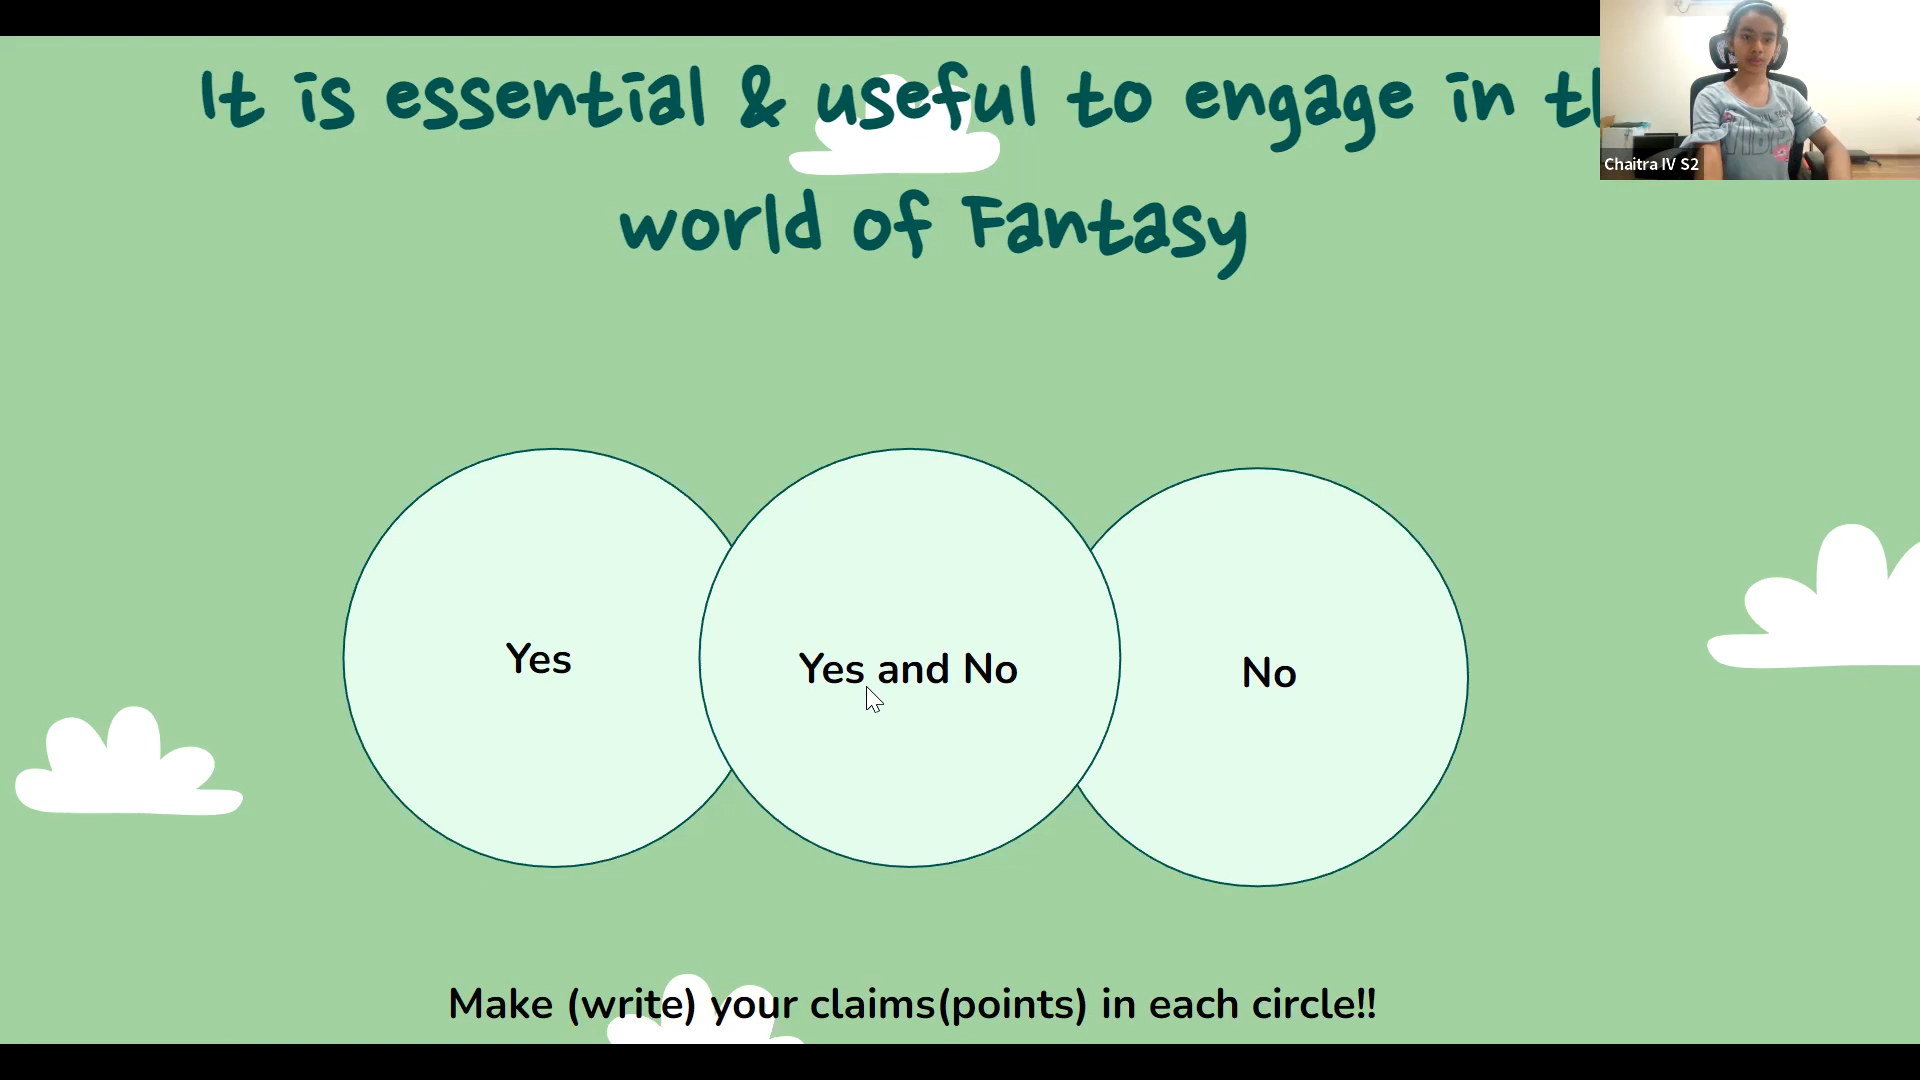 It is essential & useful to engage in
world of Fantasy
Chaitra IV S2
Yes
Yes and No
No
Make (write) your claims(points) in each circle!!